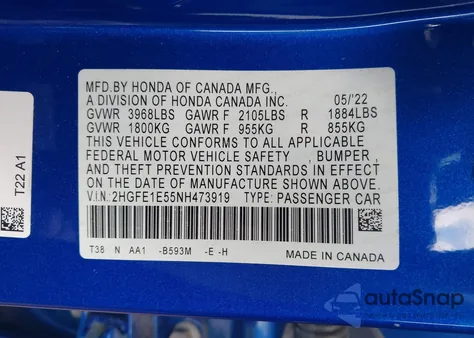 MFD.BY HONDA OF CANADA MFG.,
A DIVISION OF HONDA CANADA INC. 05/'22
GVWR 3968LBS GAWR F 2105LBS R 1884LBS
GVWR 1800KG GAWR F 955KG R 855KG
THIS VEHICLE CONFORMS TO ALL APPLICABLE
FEDERAL MOTOR VEHICLE SAFETY , BUMPER ,
AND THEFT PREVENTION STANDARDS IN EFFECT
ON THE DATE OF MANUFACTURE SHOWN ABOVE.
V.I.N.: 2HGFE1E55NH473919 TYPE: PASSENGER CAR
T38 N AA1 -B593M -E -H
MADE IN CANADA
T22 A1
autoSnap